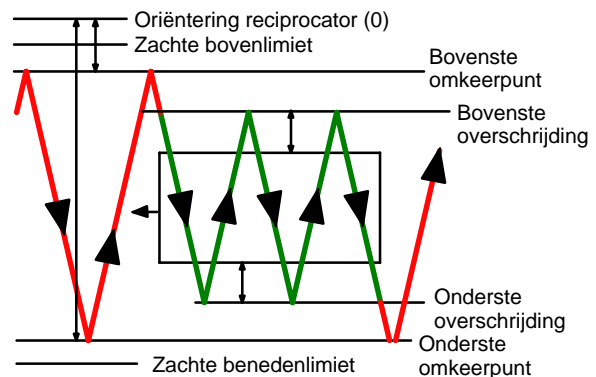 Oriëntering reciprocator (0)
Zachte bovenlimiet
Bovenste
omkeerpunt
Bovenste
overschrijding
Onderste
overschrijding
Onderste
omkeerpunt
Zachte benedenlimiet